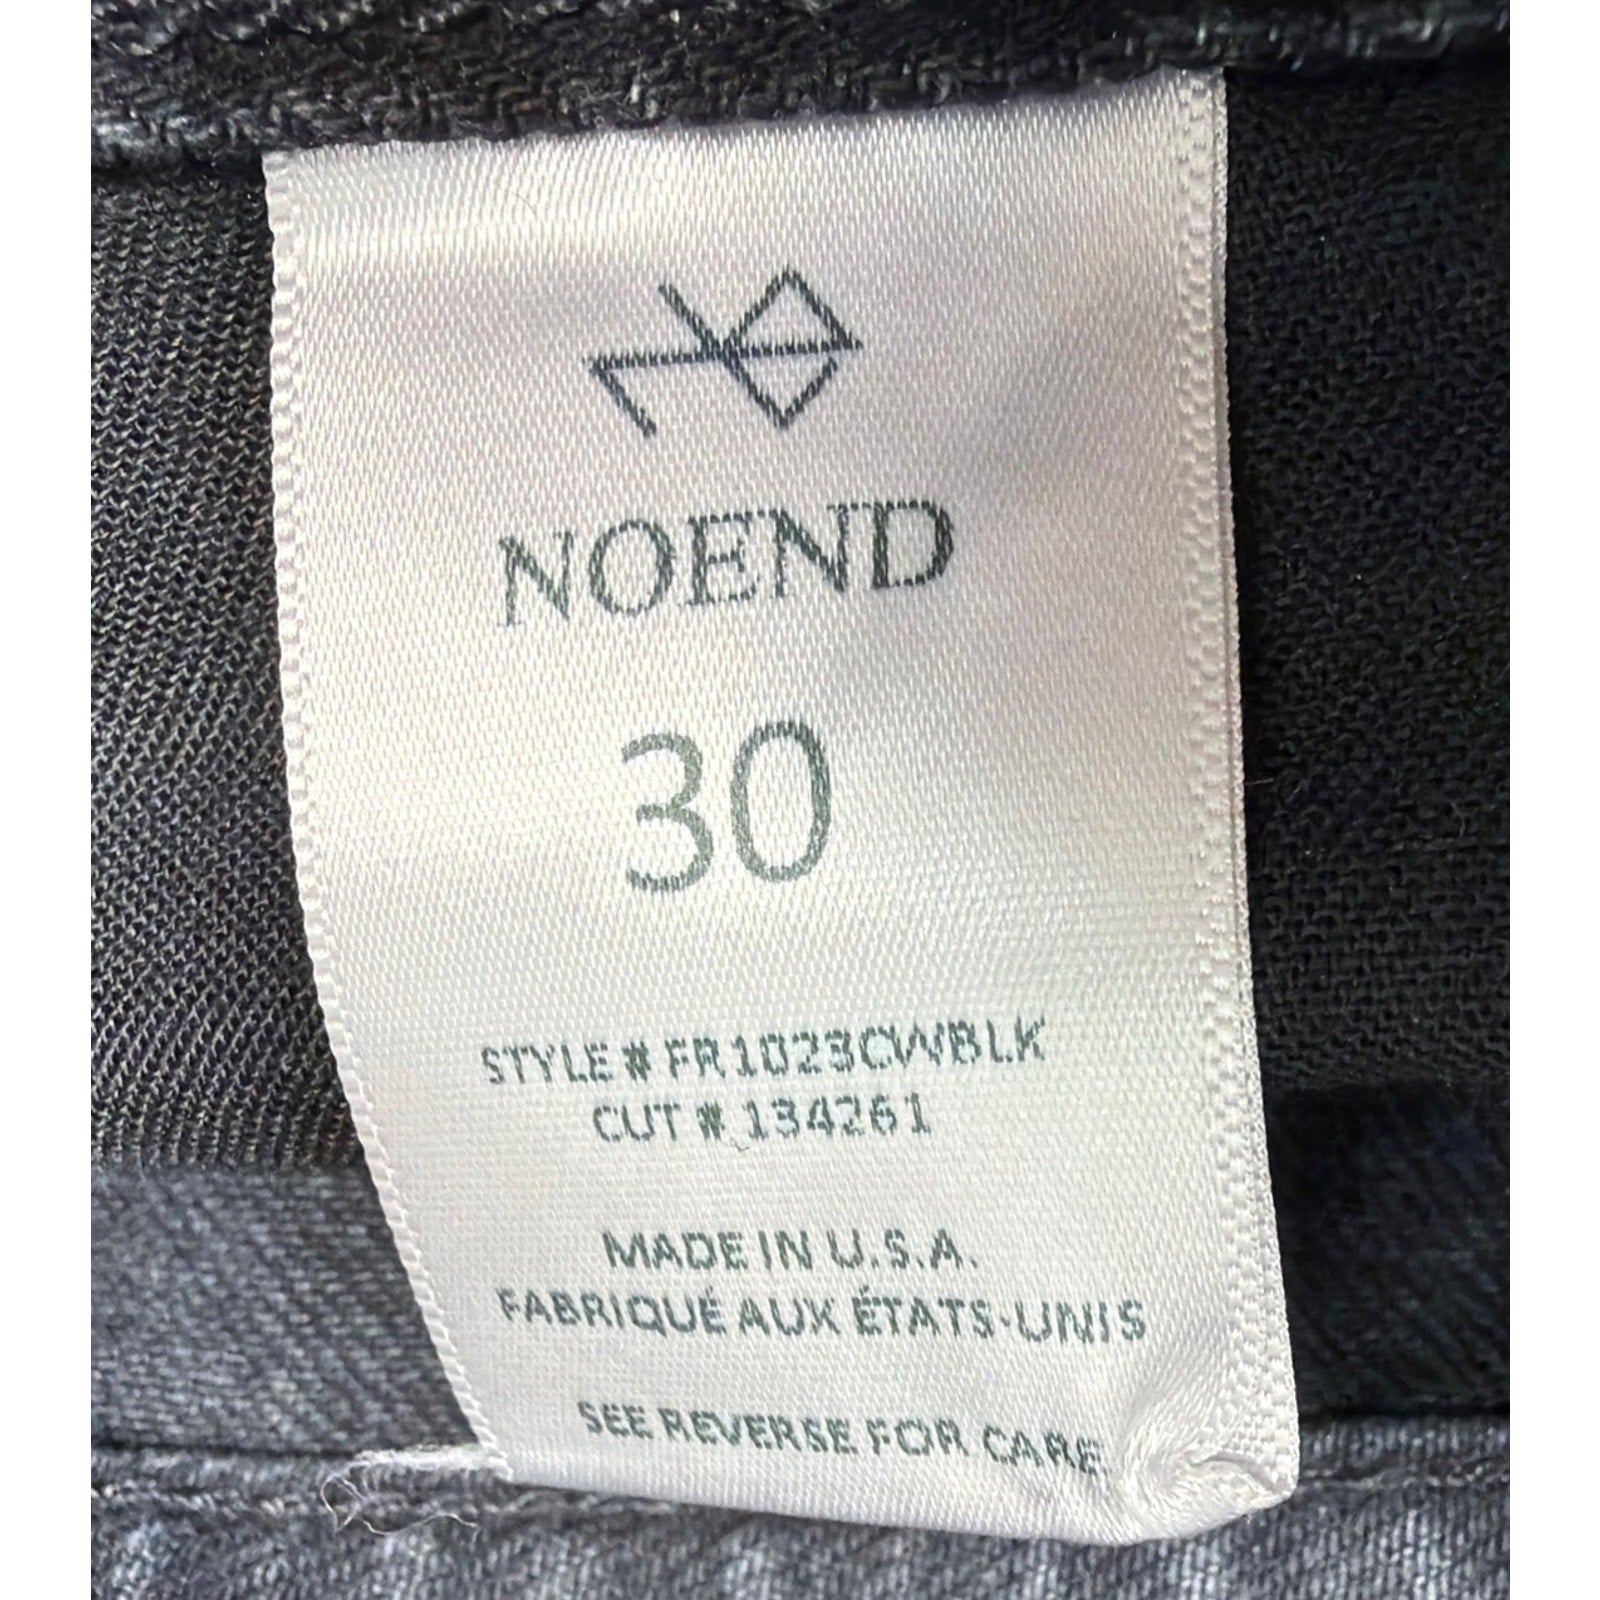 NOEND
30
STYLE # FR1023CWBLK
CUT # 134261
MADE IN U.S.A.
FABRIQUÉ AUX ÉTATS-UNIS
SEE REVERSE FOR CARE